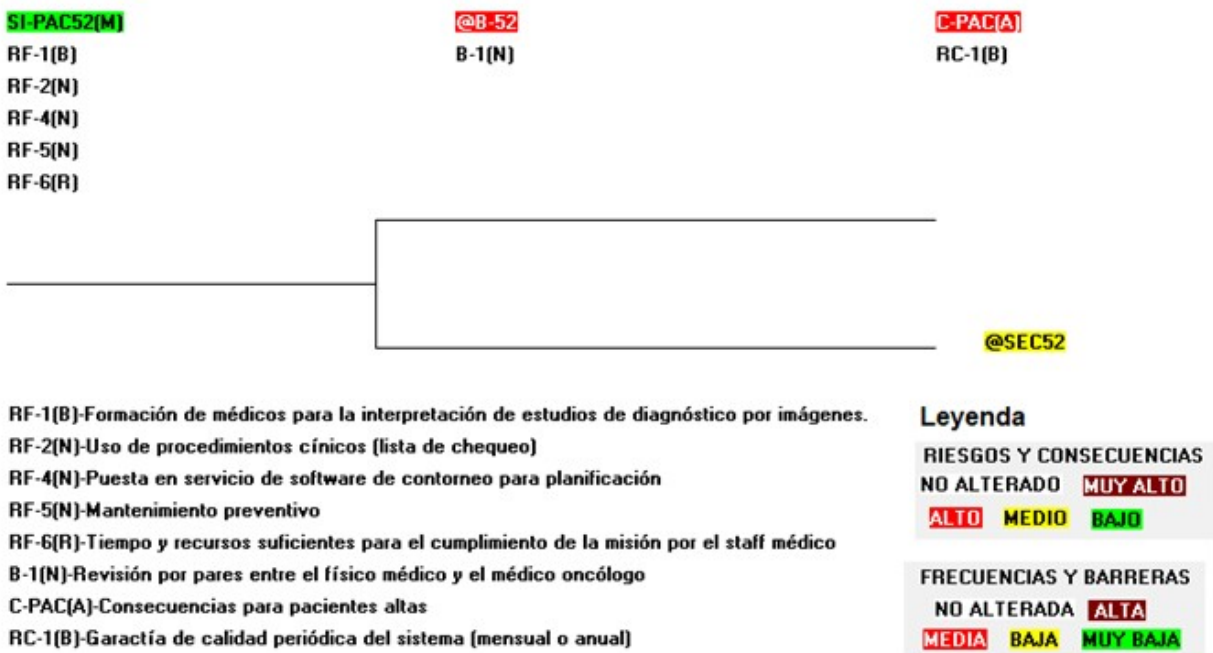 SI-PAC52(M) @B-52 C-PAC(A)
RF-1(B) B-1(N) RC-1(B)
RF-2(N)
RF-4(N)
RF-5(N)
RF-6(R)
@SEC52
RF-1(B)-Formación de médicos para la interpretación de estudios de diagnóstico por imágenes.
RF-2(N)-Uso de procedimientos cínicos (lista de chequeo)
RF-4(N)-Puesta en servicio de software de contorneo para planificación
RF-5(N)-Mantenimiento preventivo
RF-6(R)-Tiempo y recursos suficientes para el cumplimiento de la misión por el staff médico
B-1(N)-Revisión por pares entre el físico médico y el médico oncólogo
C-PAC(A)-Consecuencias para pacientes altas
RC-1(B)-Garactía de calidad periódica del sistema (mensual o anual)
Leyenda
RIESGOS Y CONSECUENCIAS
NO ALTERADO MUY ALTO
ALTO MEDIO BAJO
FRECUENCIAS Y BARRERAS
NO ALTERADA ALTA
MEDIA BAJA MUY BAJA